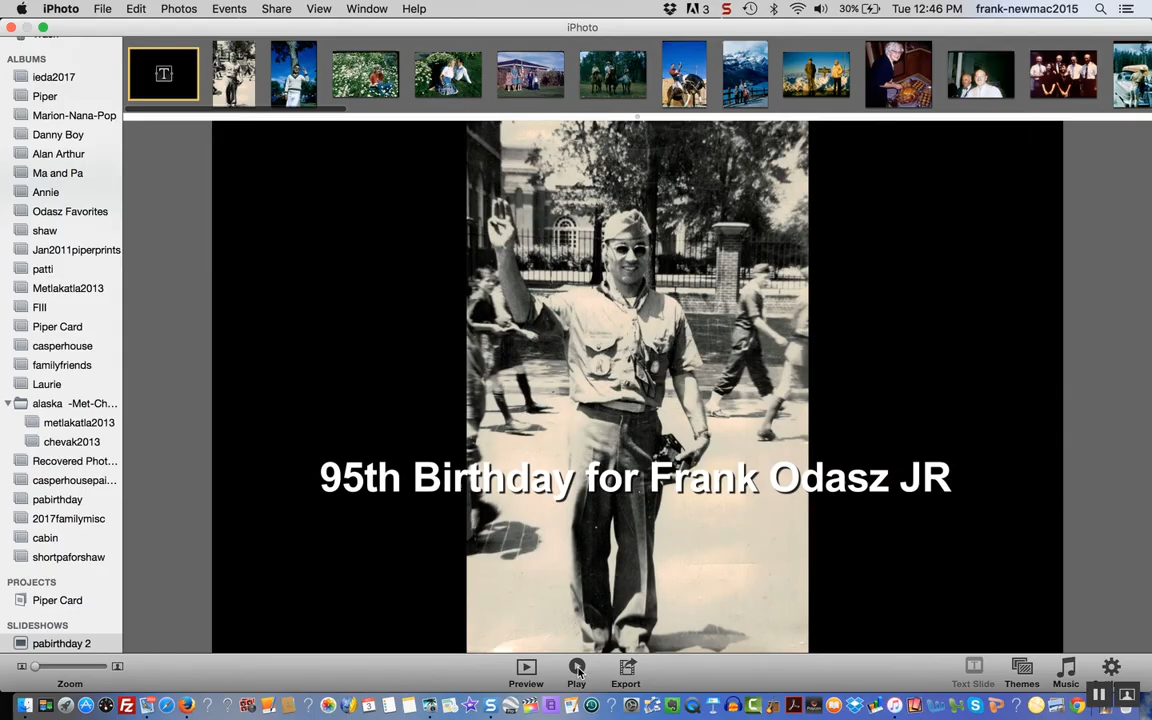 iPhoto File Edit Photos Events Share View Window Help
3
30%
Tue 12:46 PM
frank-newmac2015
iPhoto
ALBUMS
ieda2017
Piper
Marion-Nana-Pop
Danny Boy
Alan Arthur
Ma and Pa
Annie
Odasz Favorites
shaw
Jan2011piperprints
patti
Metlakatla2013
FIII
Piper Card
casperhouse
familyfriends
Laurie
alaska -Met-Ch...
metlakatla2013
chevak2013
Recovered Phot...
casperhousepai...
pabirthday
2017familymisc
cabin
shortpaforshaw
PROJECTS
Piper Card
SLIDESHOWS
pabirthday 2
T
95th Birthday for Frank Odasz JR
Zoom
Preview
Play
Export
Text Slide
Themes
Music